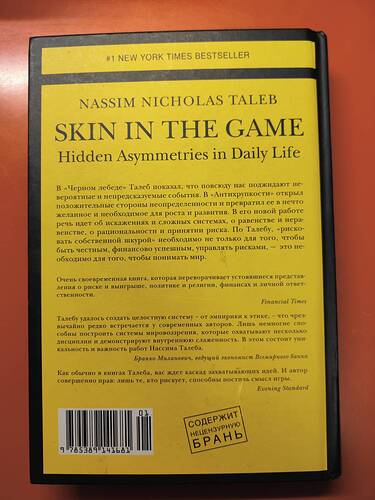 #1 NEW YORK TIMES BESTSELLER
NASSIM NICHOLAS TALEB
SKIN IN THE GAME
Hidden Asymmetries in Daily Life
В «Черном лебеде» Талеб показал, что повсюду нас поджидают не-
вероятные и непредсказуемые события. В «Антихрупкости» открыл
положительные стороны неопределенности и превратил ее в нечто
желанное и необходимое для роста и развития. В его новой работе
речь идет об искажениях и сложных системах, о равенстве и нера-
венстве, о рациональности и принятии риска. По Талебу, «риско-
вать собственной шкурой» необходимо не только для того, чтобы
быть честным, финансово успешным, управлять рисками, — это не-
обходимо для того, чтобы понимать мир.
Очень своевременная книга, которая переворачивает устоявшиеся представле-
ния о риске и выигрыше, политике и религии, финансах и личной ответ-
ственности.
Financial Times
Талебу удалось создать целостную систему - от эмпирики к этике, – что чрез-
вычайно редко встречается у современных авторов. Лишь немногие спо-
собны построить системы мировоззрения, которые охватывают несколько
дисциплин и демонстрируют внутреннюю слаженность. В этом состоит уни-
кальность и важность работ Нассима Талеба.
Бранко Миланович, ведущий экономист Всемирного банка
Как обычно в книгах Талеба, вас ждет каскад захватывающих идей. И автор
совершенно прав: лишь те, кто рискует, способны постичь смысл игры.
Evening Standard
01
9 785389 141681
СОДЕРЖИТ
НЕЦЕНЗУРНУЮ
БРАНЬ